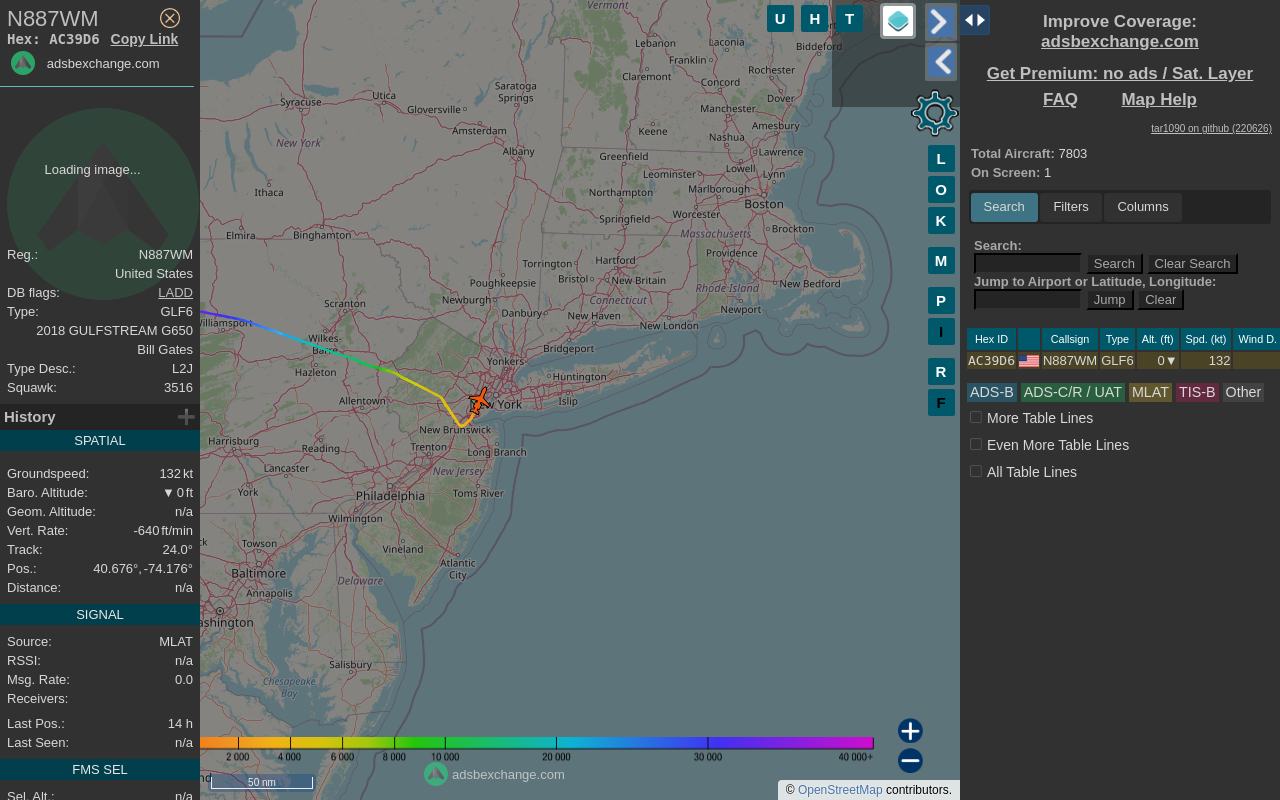 N887WM
Hex: AC39D6 Copy Link
adsbexchange.com
Loading image...
Reg.: N887WM
United States
DB flags: LADD
Type: GLF6
2018 GULFSTREAM G650
Bill Gates
Type Desc.: L2J
Squawk: 3516
History
SPATIAL
Groundspeed: 132 kt
Baro. Altitude: ▼ 0 ft
Geom. Altitude: n/a
Vert. Rate: -640 ft/min
Track: 24.0°
Pos.: 40.676°, -74.176°
Distance: n/a
SIGNAL
Source: MLAT
RSSI: n/a
Msg. Rate: 0.0
Receivers:
Last Pos.: 14 h
Last Seen: n/a
FMS SEL
Sel. Alt.: n/a
Vermont
Lebanon
Laconia
Biddeford
Franklin
Rochester
Claremont
Concord
Dover
Saratoga
Springs
Syracuse
Utica
Gloversville
Manchester
Amesbury
Amsterdam
Keene
Nashua
New York
Albany
Greenfield
Lawrence
Lowell
Lynn
Leominster
Ithaca
Northampton
Marlborough
Boston
Worcester
Springfield
Brockton
Elmira
Binghamton
Massachusetts
Providence
Torrington
Hartford
Bristol
New Britain
New Bedford
Poughkeepsie
Rhode Island
Scranton
Newburgh
Connecticut
Newport
Danbury
New Haven
New London
Williamsport
Wilkes-
Barre
Bridgeport
Yonkers
Hazleton
Huntington
Allentown
New York
Islip
New Brunswick
Harrisburg
Reading
Trenton
Long Branch
Lancaster
New Jersey
York
Philadelphia
Toms River
Wilmington
Towson
Vineland
Baltimore
Atlantic
City
Annapolis
Delaware
ashington
Salisbury
Chesapeake
Bay
2 000 4 000 6 000 8 000 10 000 20 000 30 000 40 000+
50 nm
adsbexchange.com
© OpenStreetMap contributors.
U H T
L
O
K
M
P
I
R
F
Improve Coverage:
adsbexchange.com
Get Premium: no ads / Sat. Layer
FAQ Map Help
tar1090 on github (220626)
Total Aircraft: 7803
On Screen: 1
Search Filters Columns
Search:
Search Clear Search
Jump to Airport or Latitude, Longitude:
Jump Clear
Hex ID Callsign Type Alt. (ft) Spd. (kt) Wind D.
AC39D6 N887WM GLF6 0▼ 132
ADS-B ADS-C/R / UAT MLAT TIS-B Other
More Table Lines
Even More Table Lines
All Table Lines